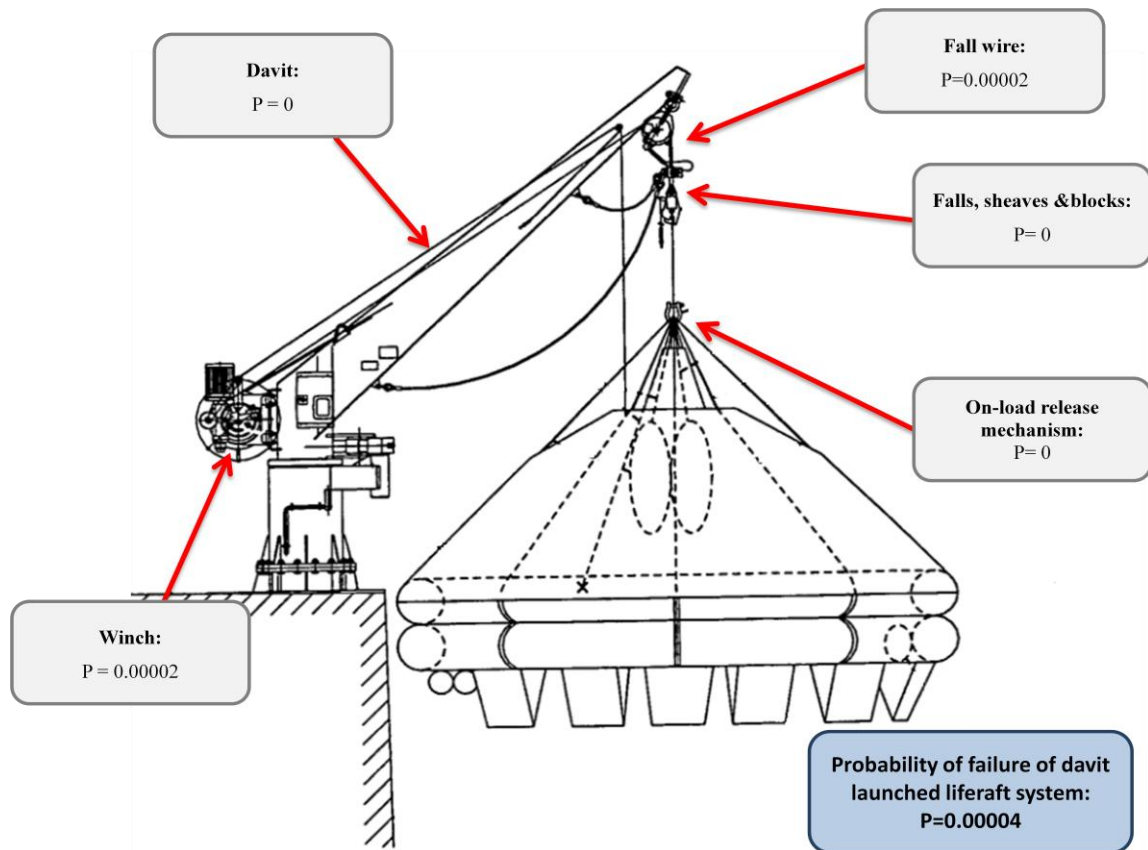 Davit:
P = 0
Fall wire:
P=0.00002
Falls, sheaves &blocks:
P= 0
On-load release
mechanism:
P= 0
Winch:
P = 0.00002
Probability of failure of davit
launched liferaft system:
P=0.00004